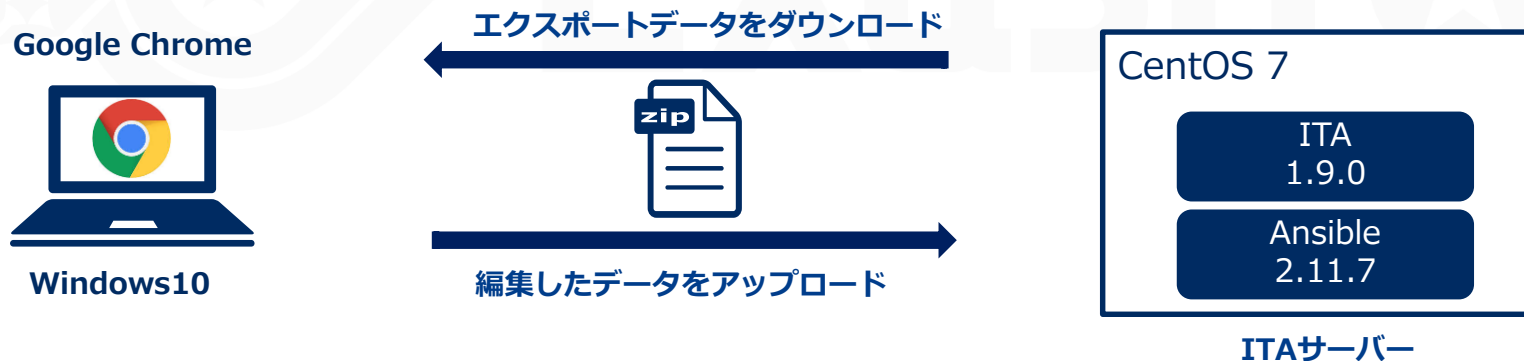 エクスポートデータをダウンロード
Google Chrome
zip
Windows10
編集したデータをアップロード
CentOS 7
ITA
1.9.0
Ansible
2.11.7
ITAサーバー